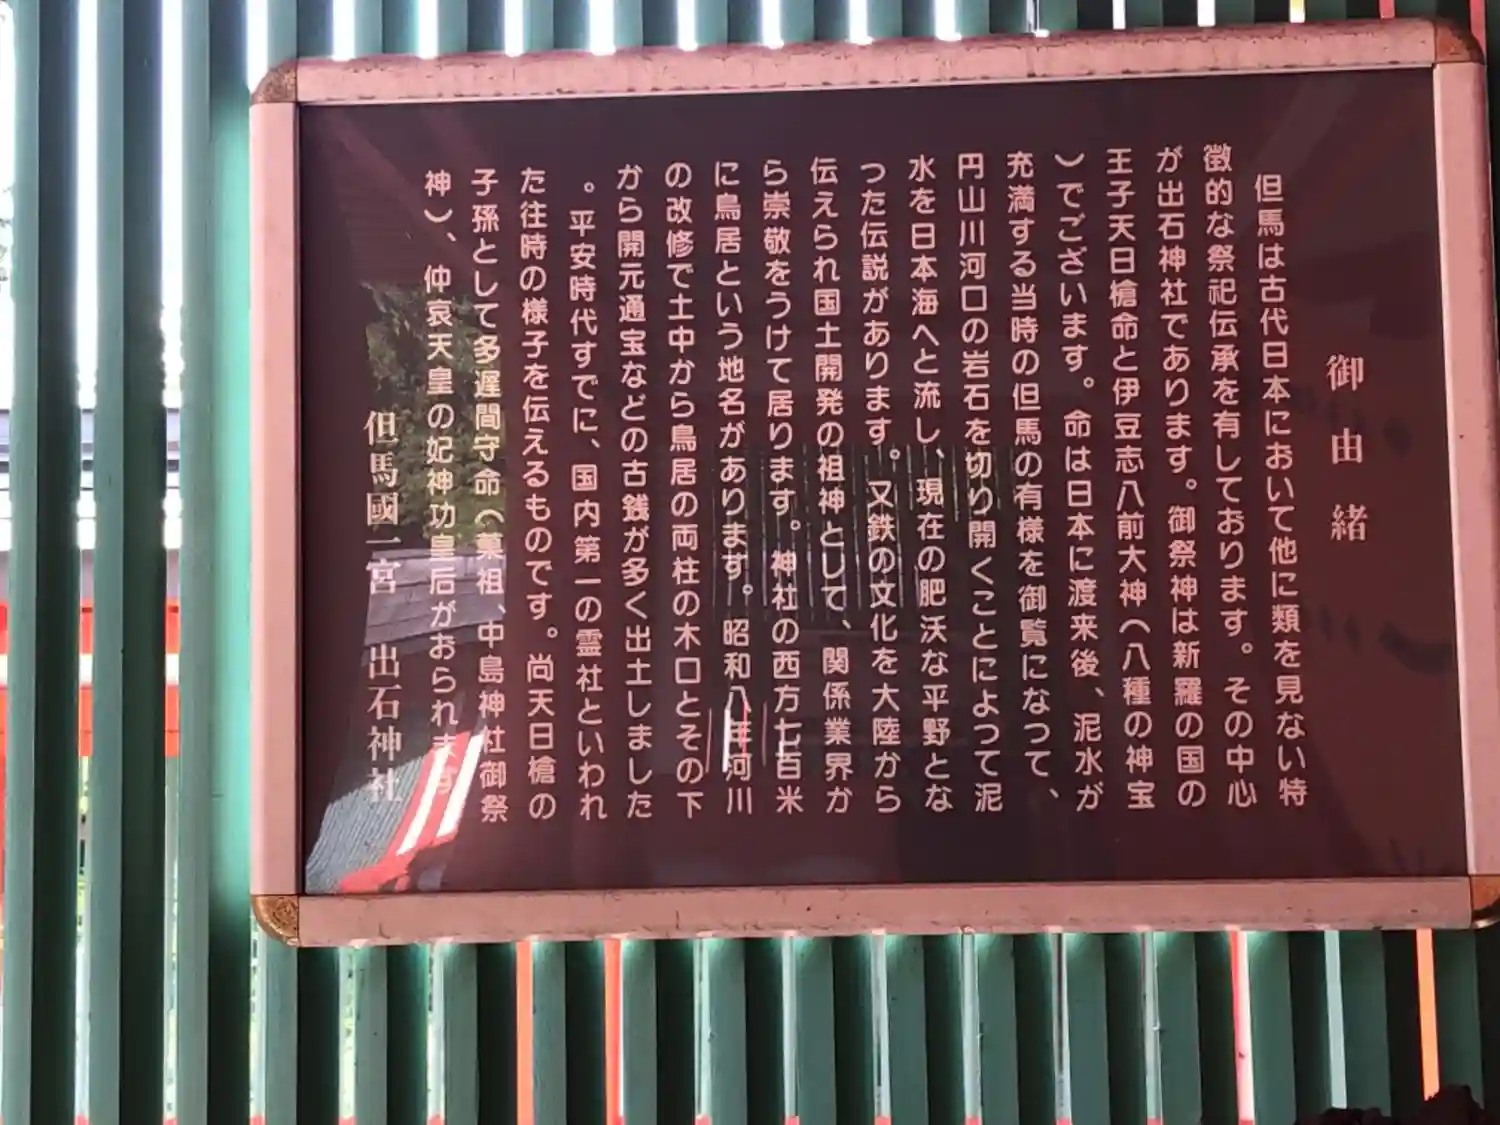 御由緒
但馬は古代日本において他に類を見ない特
徴的な祭祀伝承を有しております。その中心
が出石神社であります。御祭神は新羅の国の
王子天日槍命と伊豆志八前大神（八種の神宝
）でございます。命は日本に渡来後、泥水が
充満する当時の但馬の有様を御覧になって、
円山川河口の岩石を切り開くことによって泥
水を日本海へと流し、現在の肥沃な平野とな
った伝説があります。又鉄の文化を大陸から
伝えられ国土開発の祖神として、関係業界か
ら崇敬をうけて居ります。神社の西方七百米
に鳥居という地名があります。昭和八年河川
の改修で土中から鳥居の両柱の木口とその下
から開元通宝などの古銭が多く出土しました
。平安時代すでに、国内第一の霊社といわれ
た往時の様子を伝えるものです。尚天日槍の
子孫として多遅間守命（菓祖、中島神社御祭
神）、仲哀天皇の妃神功皇后がおられます
但馬國一宮 出石神社